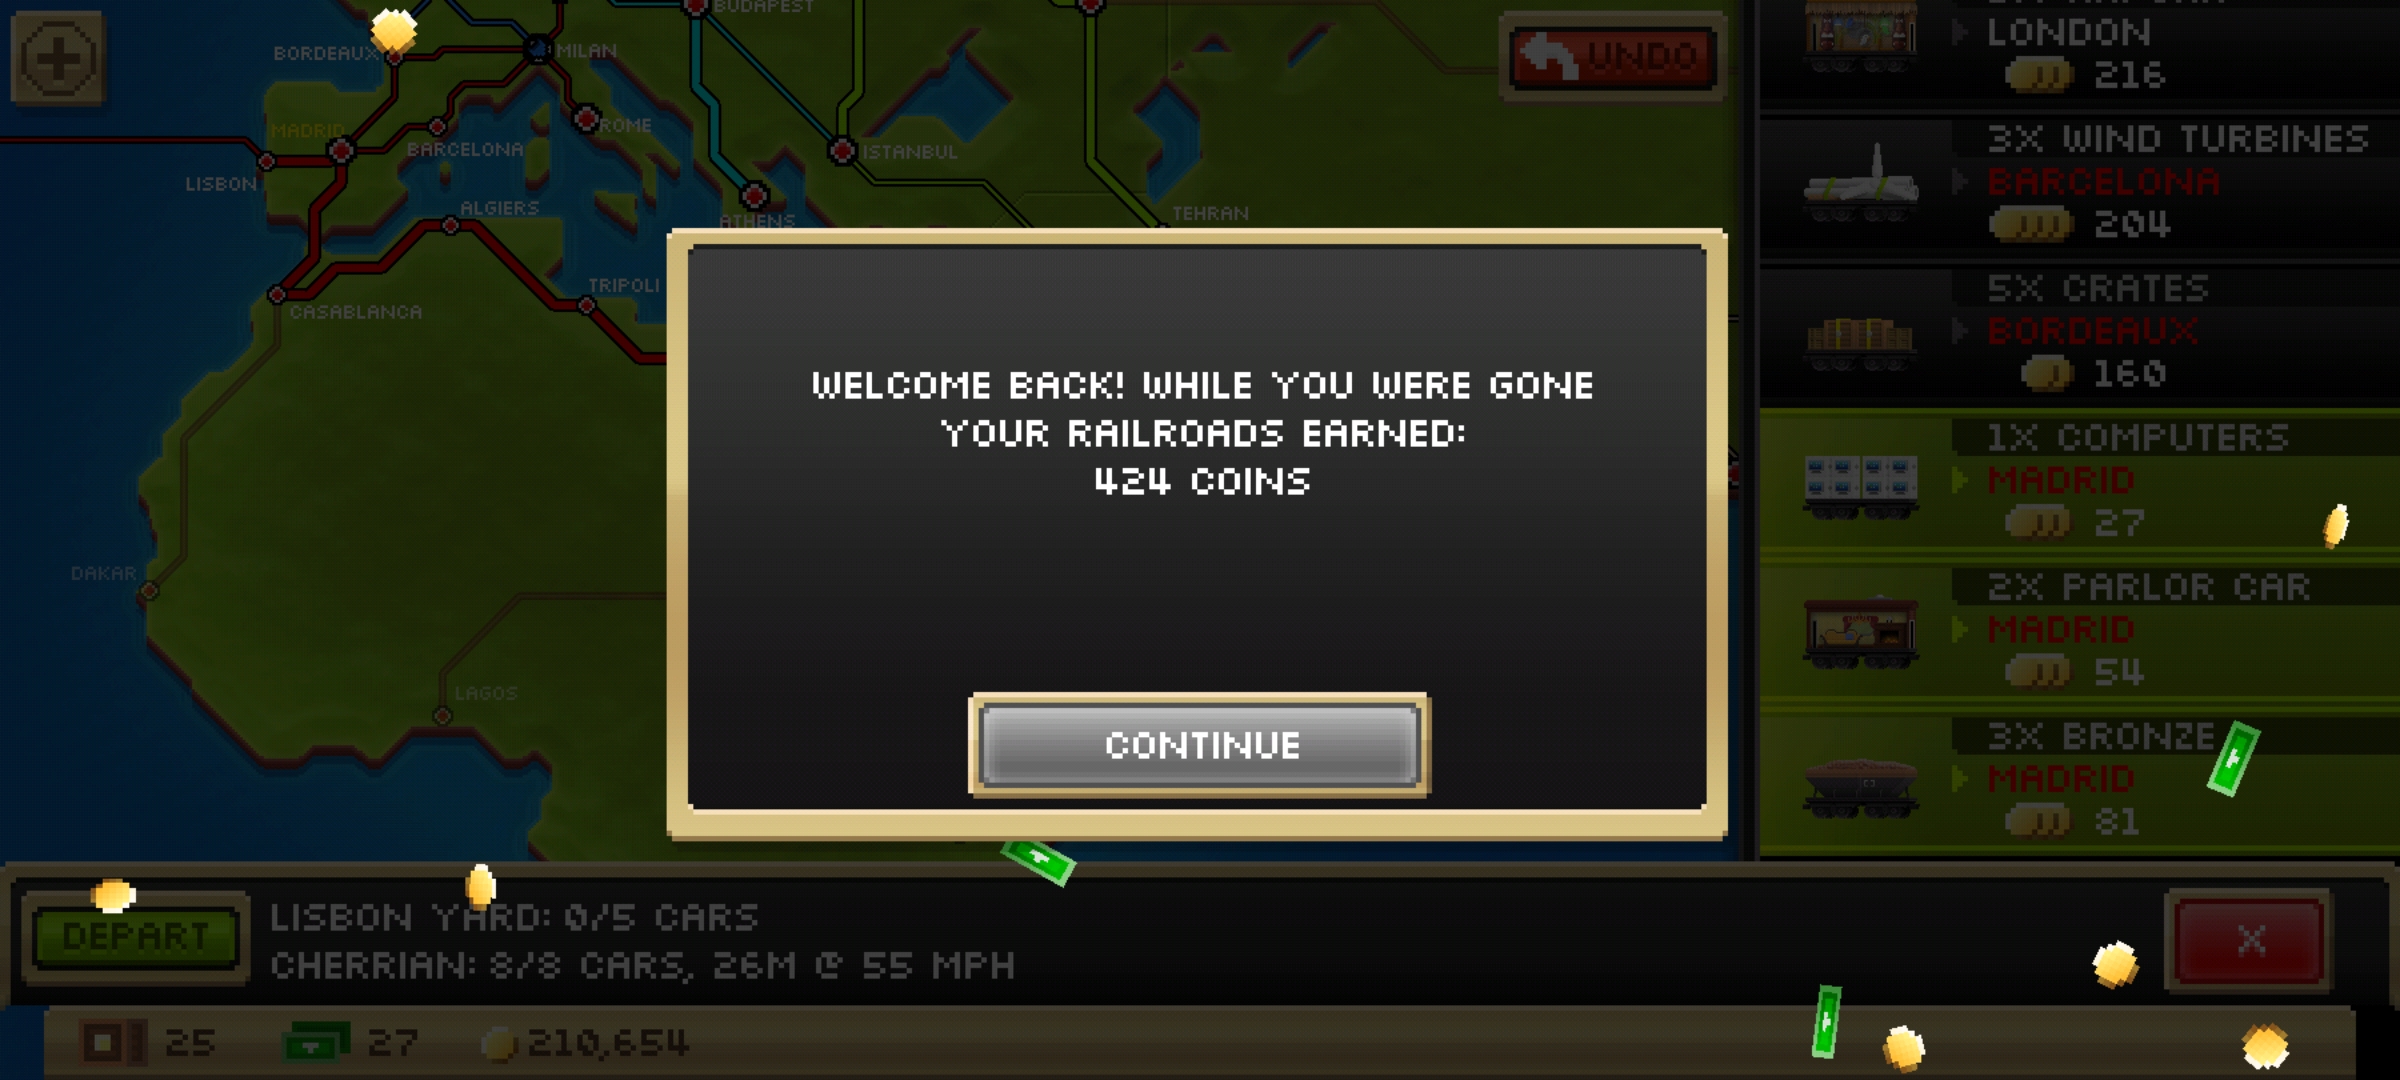 BUDAPEST
BORDEAUX
MILAN
UNDO
LONDON
216
MADRID
ROME
BARCELONA
ISTANBUL
3X WIND TURBINES
BARCELONA
204
LISBON
ALGIERS
ATHENS
TEHRAN
TRIPOLI
CASABLANCA
5X CRATES
BORDEAUX
160
WELCOME BACK! WHILE YOU WERE GONE
YOUR RAILROADS EARNED:
424 COINS
1X COMPUTERS
MADRID
27
DAKAR
2X PARLOR CAR
MADRID
54
LAGOS
CONTINUE
3X BRONZE
MADRID
81
DEPART
LISBON YARD: 0/5 CARS
CHERRIAN: 8/8 CARS, 26M @ 55 MPH
X
25
27
210,654